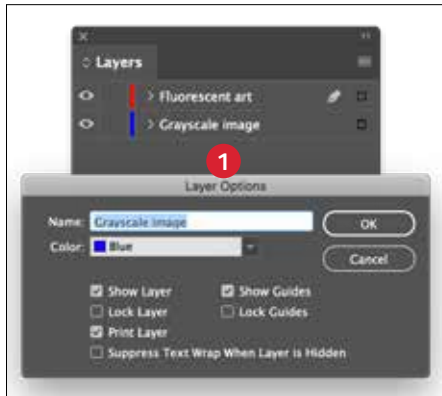 Layers
Fluorescent art
Grayscale image
1
Layer Options
Name: Grayscale image
OK
Color: Blue
Cancel
Show Layer Show Guides
Lock Layer Lock Guides
Print Layer
Suppress Text Wrap When Layer is Hidden